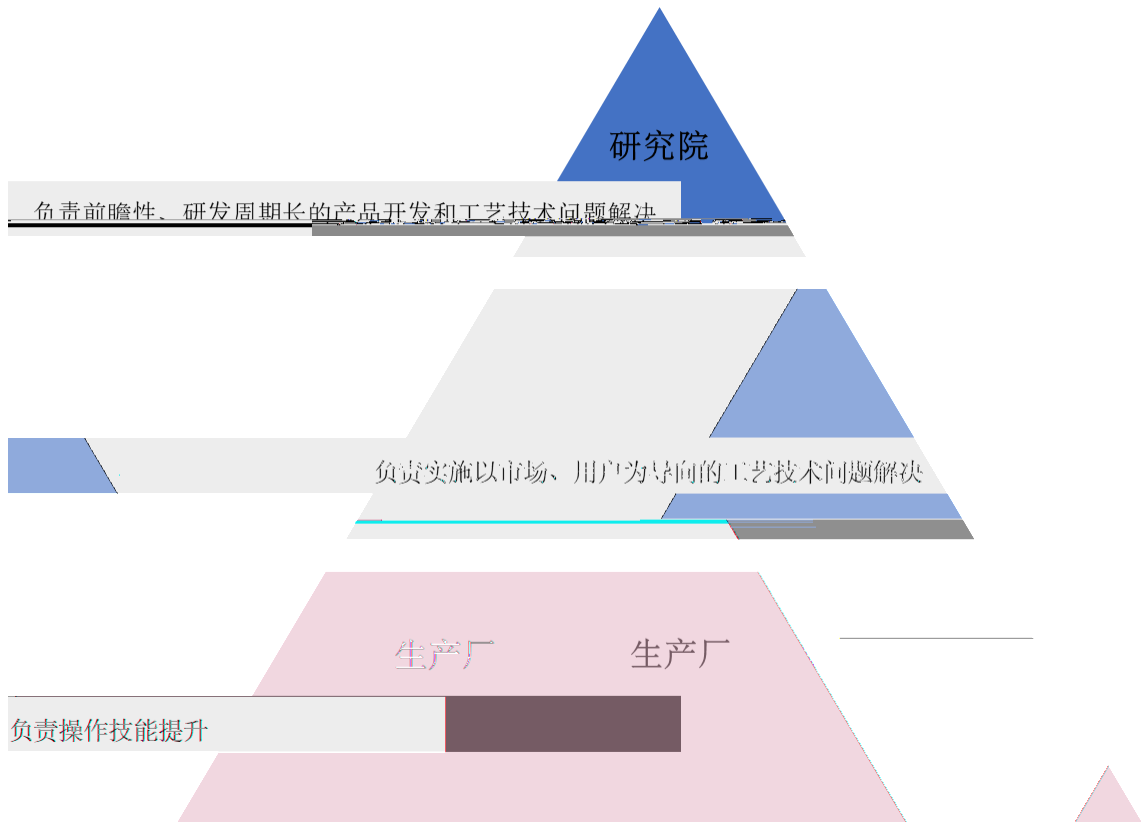 研究院
负责前瞻性、研发周期长的产品开发和工艺技术问题解决
负责实施以市场、用户为导向的工艺技术问题解决
生产厂 生产厂
负责操作技能提升